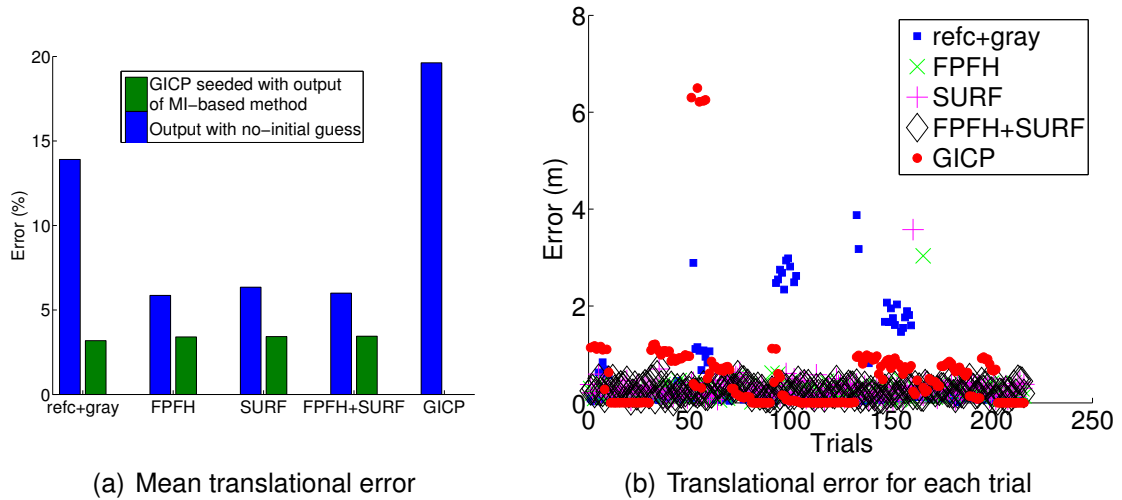 20
15
10
5
0
Error (%)
GICP seeded with output
of MI−based method
Output with no−initial guess
refc+gray
FPFH
SURF
FPFH+SURF
GICP
(a) Mean translational error
8
6
4
2
0
Error (m)
refc+gray
FPFH
SURF
FPFH+SURF
GICP
0
50
100
150
200
250
Trials
(b) Translational error for each trial